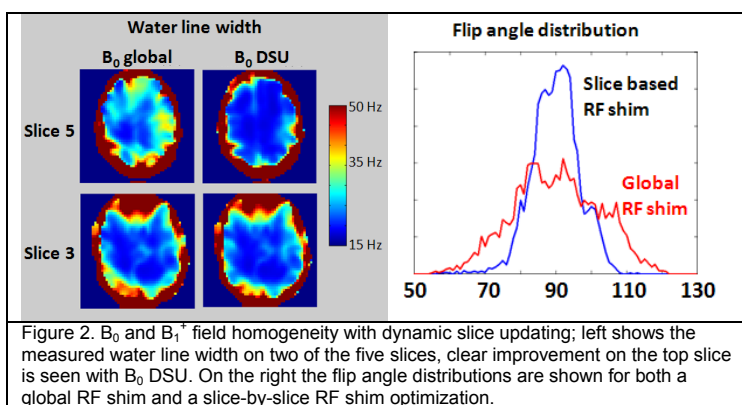 Water line width
B₀ global
B₀ DSU
Slice 5
Slice 3
50 Hz
35 Hz
15 Hz
Flip angle distribution
Slice based
RF shim
Global
RF shim
50 70 90 110 130
Figure 2. B₀ and B₁⁺ field homogeneity with dynamic slice updating; left shows the
measured water line width on two of the five slices, clear improvement on the top slice
is seen with B₀ DSU. On the right the flip angle distributions are shown for both a
global RF shim and a slice-by-slice RF shim optimization.